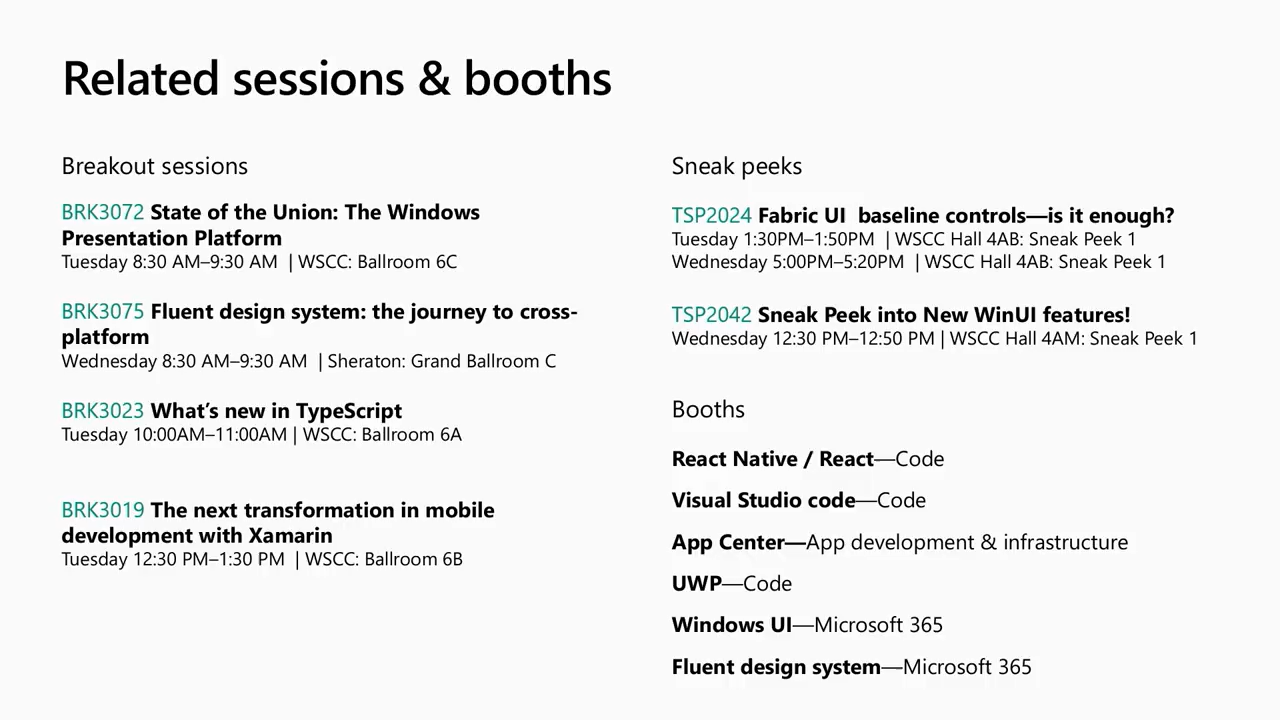 Related sessions & booths
Breakout sessions
BRK3072 State of the Union: The Windows
Presentation Platform
Tuesday 8:30 AM–9:30 AM | WSCC: Ballroom 6C
BRK3075 Fluent design system: the journey to cross-
platform
Wednesday 8:30 AM–9:30 AM | Sheraton: Grand Ballroom C
BRK3023 What’s new in TypeScript
Tuesday 10:00AM–11:00AM | WSCC: Ballroom 6A
BRK3019 The next transformation in mobile
development with Xamarin
Tuesday 12:30 PM–1:30 PM | WSCC: Ballroom 6B
Sneak peeks
TSP2024 Fabric UI baseline controls—is it enough?
Tuesday 1:30PM–1:50PM | WSCC Hall 4AB: Sneak Peek 1
Wednesday 5:00PM–5:20PM | WSCC Hall 4AB: Sneak Peek 1
TSP2042 Sneak Peek into New WinUI features!
Wednesday 12:30 PM–12:50 PM | WSCC Hall 4AM: Sneak Peek 1
Booths
React Native / React—Code
Visual Studio code—Code
App Center—App development & infrastructure
UWP—Code
Windows UI—Microsoft 365
Fluent design system—Microsoft 365